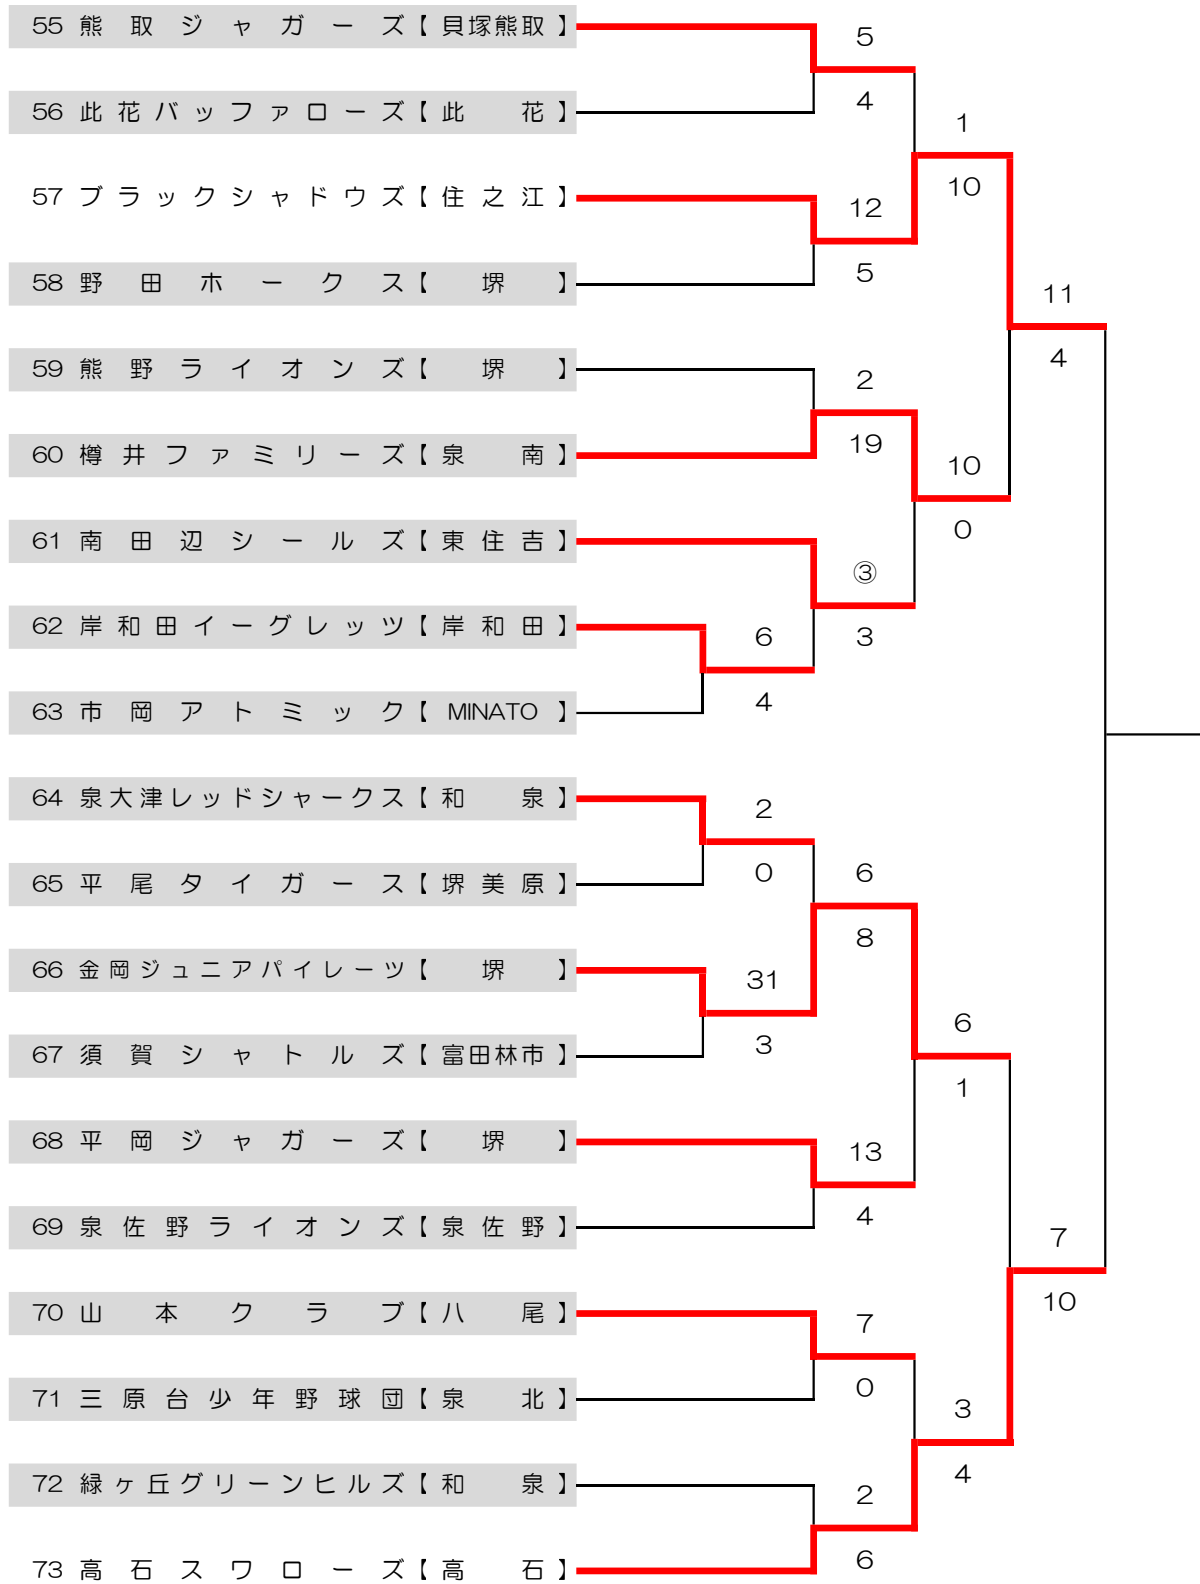 55 熊取ジャガーズ【貝塚熊取】
5
4
56 此花バッファローズ【此花】
1
10
57 ブラックシャドウズ【住之江】
12
5
58 野田ホークス【堺】
11
4
59 熊野ライオンズ【堺】
2
19
60 樽井ファミリーズ【泉南】
10
0
61 南田辺シールズ【東住吉】
③
3
62 岸和田イーグレッツ【岸和田】
6
4
63 市岡アトミック【MINATO】
64 泉大津レッドシャークス【和泉】
2
0
65 平尾タイガース【堺美原】
6
8
66 金岡ジュニアパイレーツ【堺】
31
3
67 須賀シャトルズ【富田林市】
6
1
68 平岡ジャガーズ【堺】
13
4
69 泉佐野ライオンズ【泉佐野】
7
10
70 山本クラブ【八尾】
7
0
71 三原台少年野球団【泉北】
3
4
72 緑ヶ丘グリーンヒルズ【和泉】
2
6
73 高石スワローズ【高石】